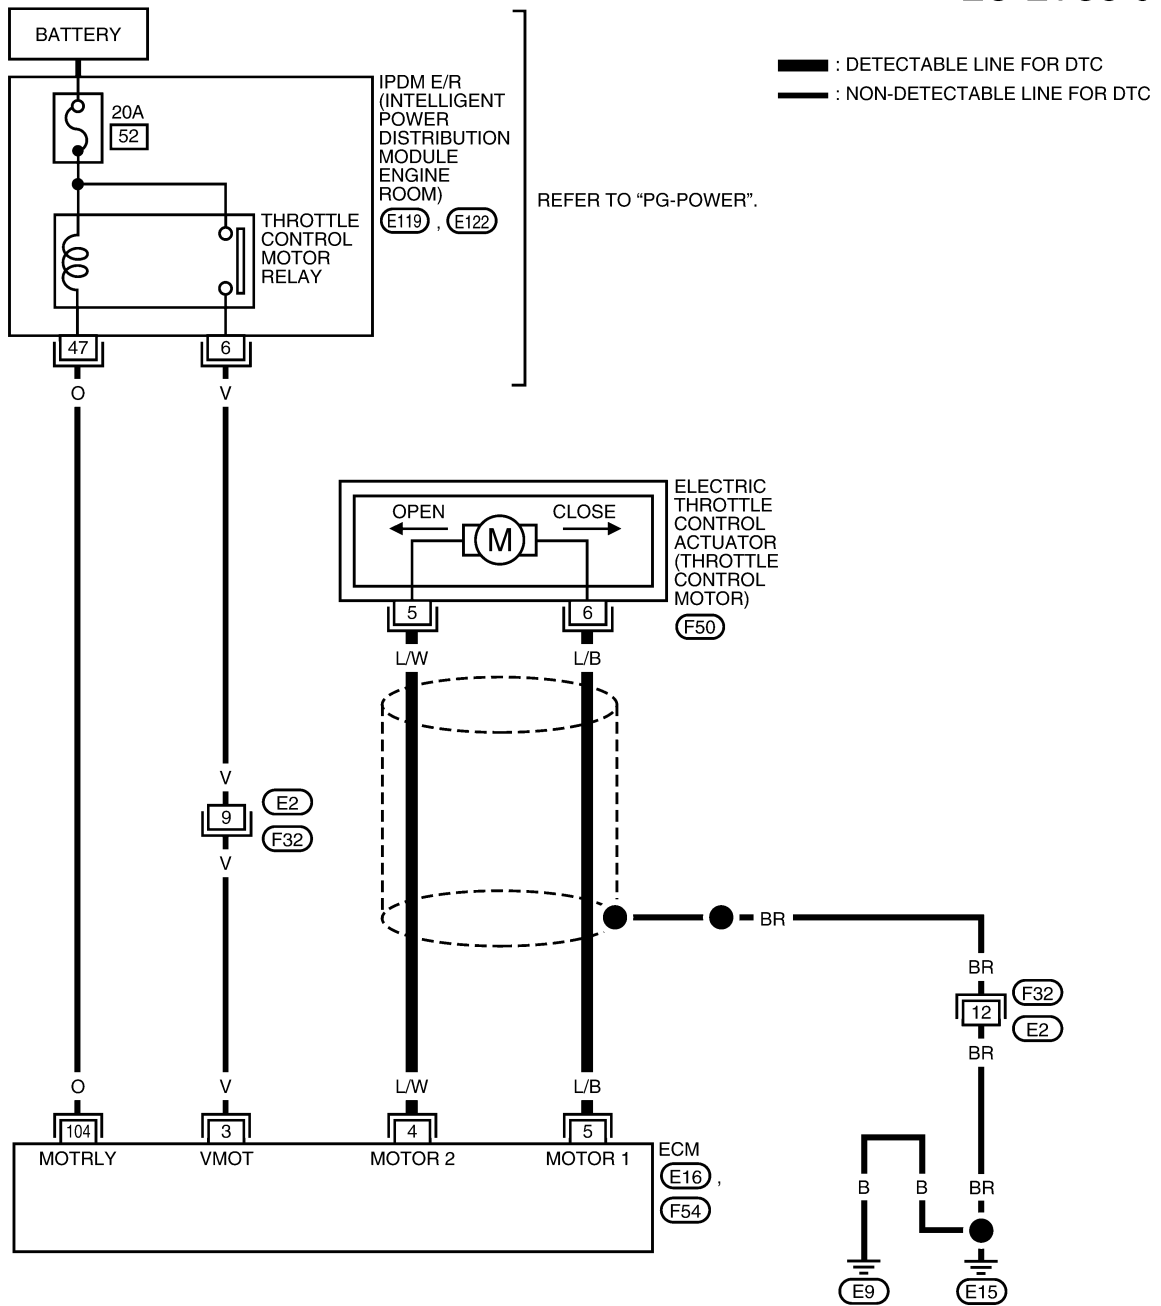 BATTERY
: DETECTABLE LINE FOR DTC
: NON-DETECTABLE LINE FOR DTC
20A
52
IPDM E/R
(INTELLIGENT
POWER
DISTRIBUTION
MODULE
ENGINE
ROOM)
E119 , E122
REFER TO “PG-POWER”.
THROTTLE
CONTROL
MOTOR
RELAY
47
6
O
V
OPEN
CLOSE
M
ELECTRIC
THROTTLE
CONTROL
ACTUATOR
(THROTTLE
CONTROL
MOTOR)
F50
5
6
L/W
L/B
V
9
E2
F32
V
BR
BR
12
F32
E2
BR
O
V
L/W
L/B
104
3
4
5
MOTRLY
VMOT
MOTOR 2
MOTOR 1
ECM
E16 ,
F54
B
B
BR
E9
E15